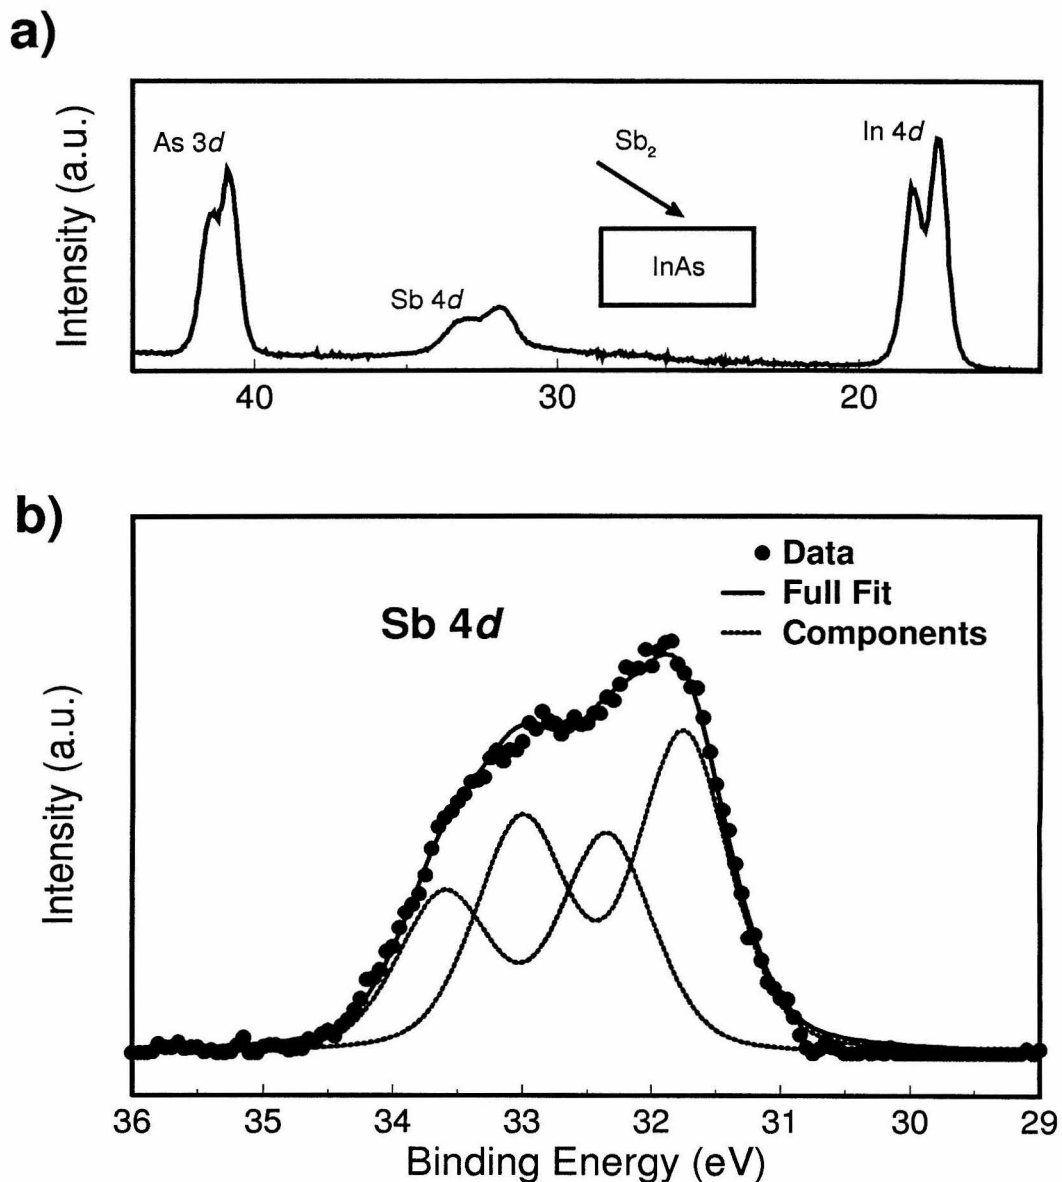 a)
Intensity (a.u.)
As 3d
Sb 4d
Sb₂
InAs
In 4d
40 30 20
b)
Intensity (a.u.)
Sb 4d
Data
Full Fit
Components
36 35 34 33 32 31 30 29
Binding Energy (eV)